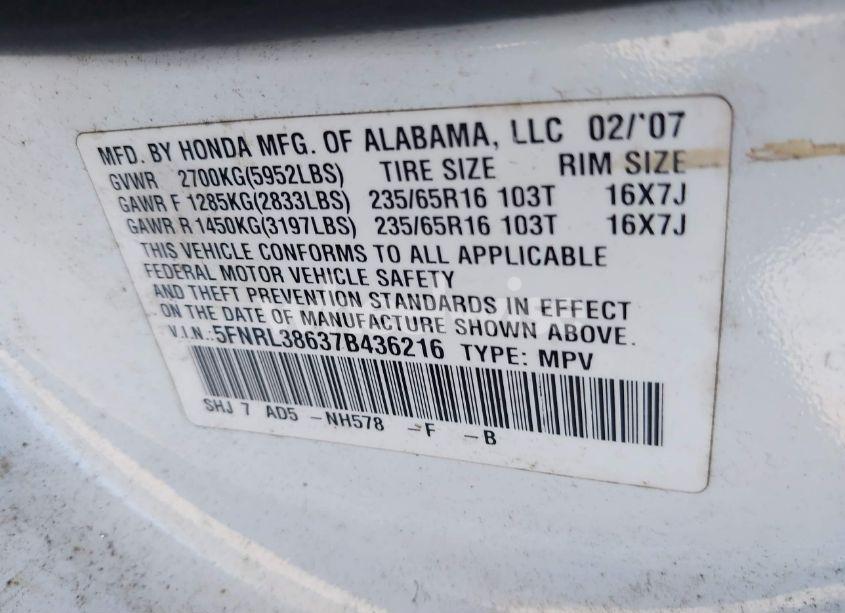 MFD. BY HONDA MFG. OF ALABAMA, LLC 02/'07
GVWR 2700KG(5952LBS) TIRE SIZE RIM SIZE
GAWR F 1285KG(2833LBS) 235/65R16 103T 16X7J
GAWR R 1450KG(3197LBS) 235/65R16 103T 16X7J
THIS VEHICLE CONFORMS TO ALL APPLICABLE
FEDERAL MOTOR VEHICLE SAFETY
AND THEFT PREVENTION STANDARDS IN EFFECT
ON THE DATE OF MANUFACTURE SHOWN ABOVE.
V.I.N.:5FNRL38637B436216 TYPE: MPV
SHJ 7 AD5 -NH578 -F -B